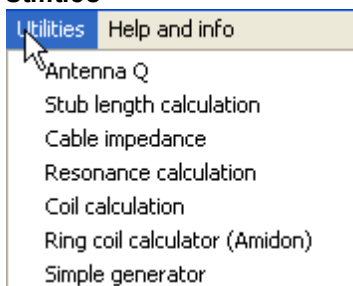 Utilities
Utilities Help and info
Antenna Q
Stub length calculation
Cable impedance
Resonance calculation
Coil calculation
Ring coil calculator (Amidon)
Simple generator